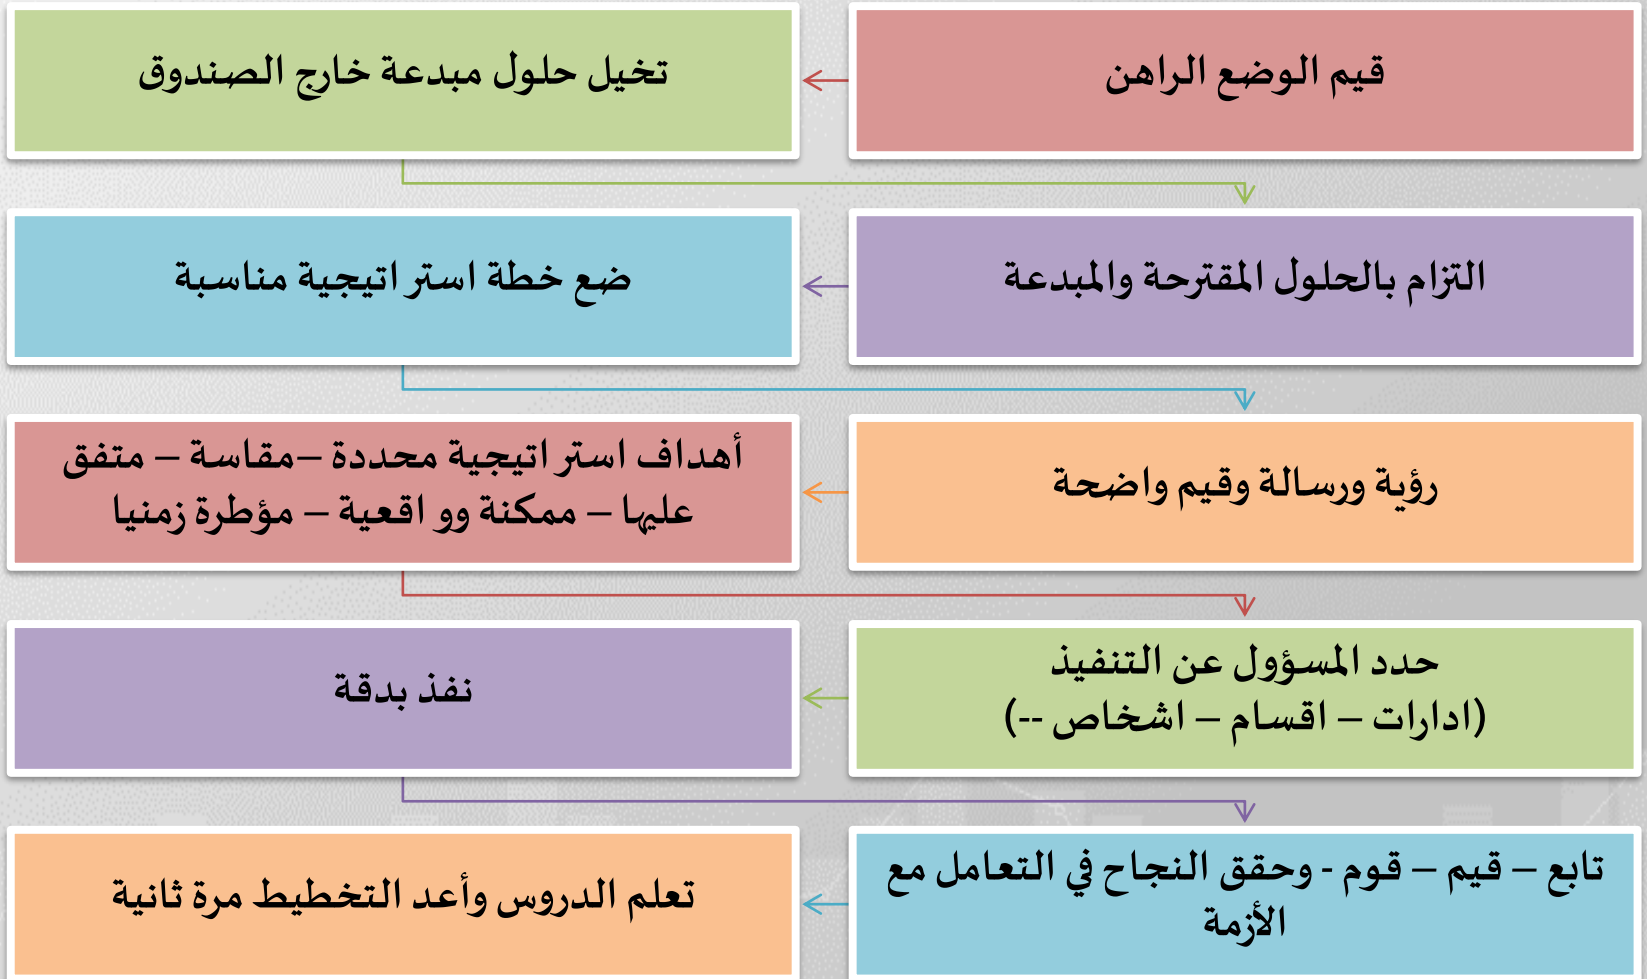 قيم الوضع الراهن
تخيل حلول مبدعة خارج الصندوق
التزام بالحلول المقترحة والمبدعة
ضع خطة استراتيجية مناسبة
رؤية ورسالة وقيم واضحة
أهداف استراتيجية محددة –مقاسة – متفق
عليها – ممكنة وواقعية – مؤطرة زمنيا
حدد المسؤول عن التنفيذ
(ادارات – اقسام – اشخاص --)
نفذ بدقة
تابع – قيم – قوم - وحقق النجاح في التعامل مع
الأزمة
تعلم الدروس وأعد التخطيط مرة ثانية